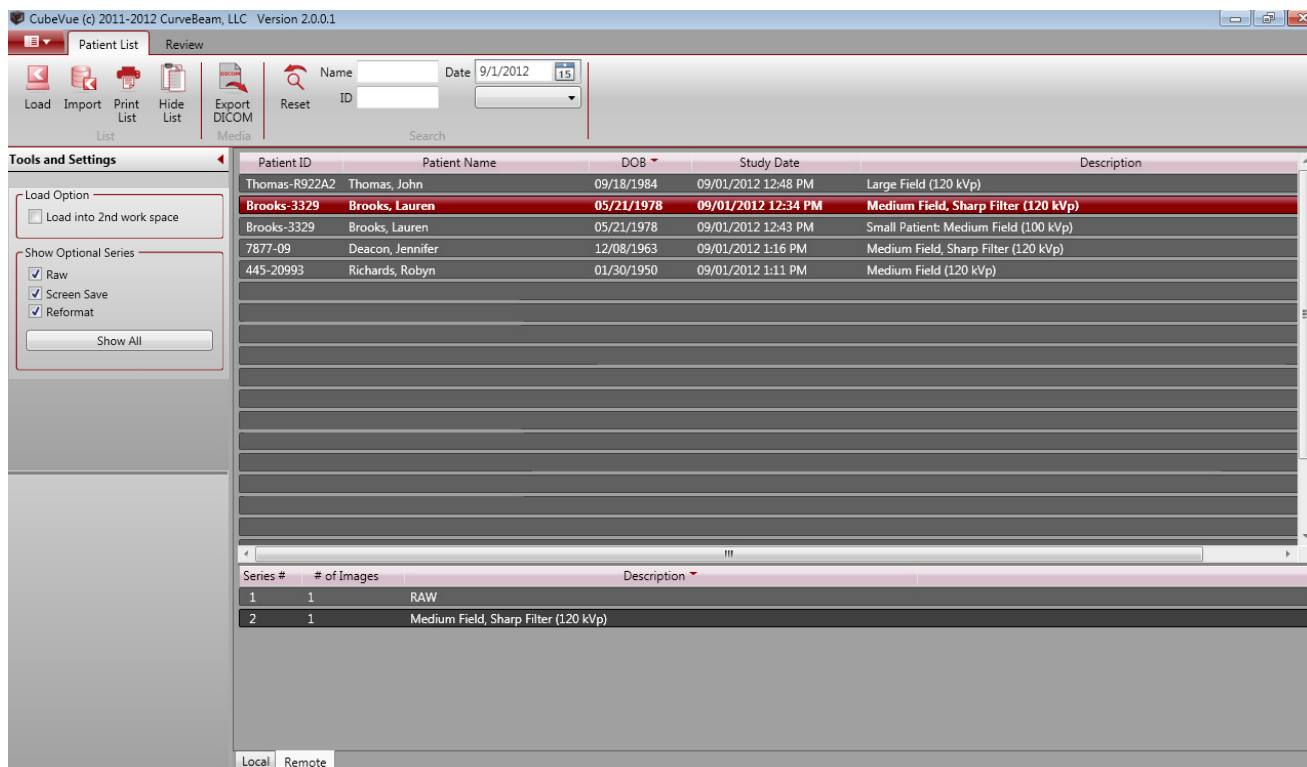 CubeVue (c) 2011-2012 CurveBeam, LLC Version 2.0.0.1
Patient List Review
Load Import Print List Hide List Export DICOM Reset
Name Date 9/1/2012 15
ID
List Media Search
DICOM
Tools and Settings
Load Option
Load into 2nd work space
Show Optional Series
Raw
Screen Save
Reformat
Show All
Patient ID Patient Name DOB Study Date Description
Thomas-R922A2 Thomas, John 09/18/1984 09/01/2012 12:48 PM Large Field (120 kVp)
Brooks-3329 Brooks, Lauren 05/21/1978 09/01/2012 12:34 PM Medium Field, Sharp Filter (120 kVp)
Brooks-3329 Brooks, Lauren 05/21/1978 09/01/2012 12:43 PM Small Patient: Medium Field (100 kVp)
7877-09 Deacon, Jennifer 12/08/1963 09/01/2012 1:16 PM Medium Field, Sharp Filter (120 kVp)
445-20993 Richards, Robyn 01/30/1950 09/01/2012 1:11 PM Medium Field (120 kVp)
Series # # of Images Description
1 1 RAW
2 1 Medium Field, Sharp Filter (120 kVp)
Local Remote